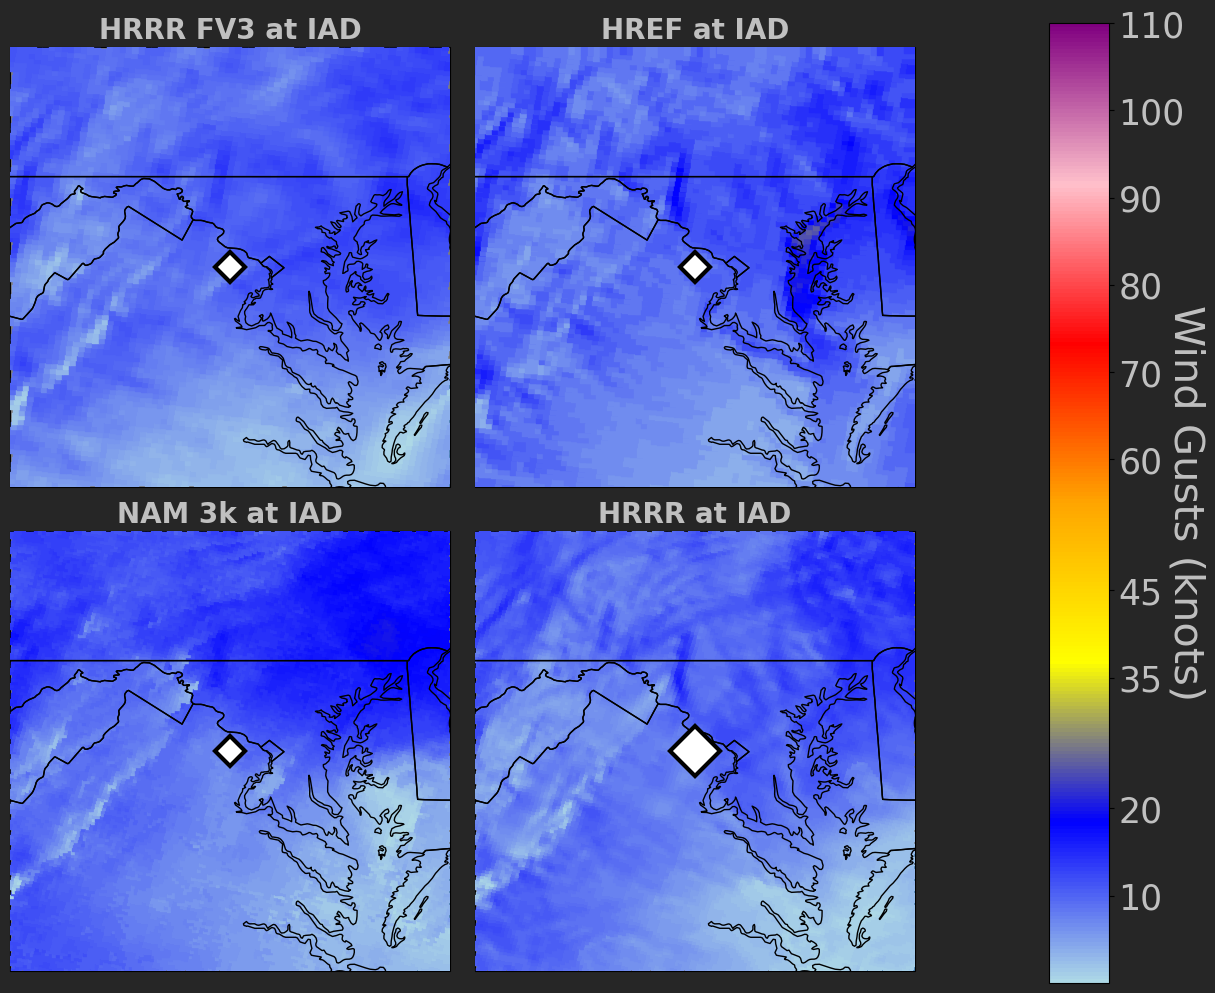 HRRR FV3 at IAD
HREF at IAD
NAM 3k at IAD
HRRR at IAD
110
100
90
80
70
60
45
35
20
10
Wind Gusts (knots)